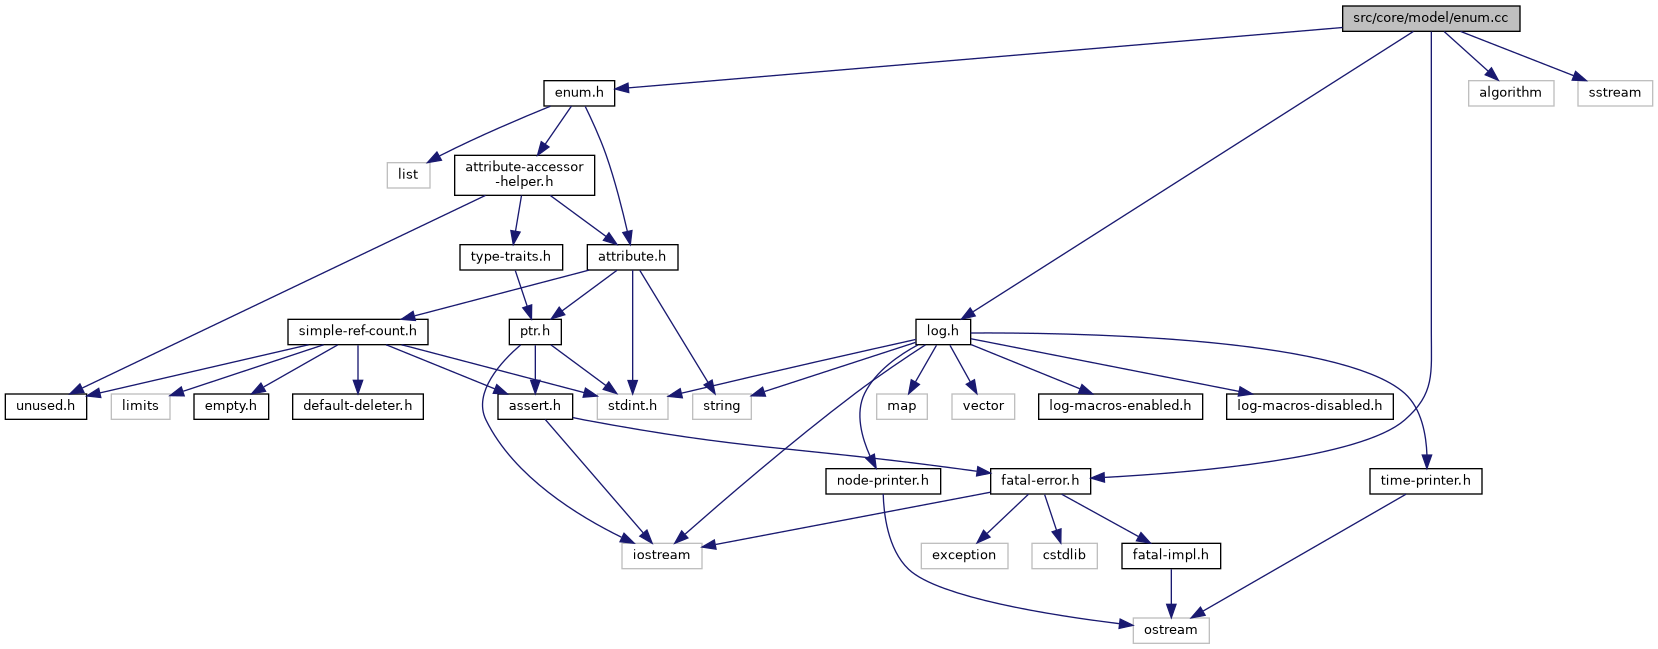 src/core/model/enum.cc
enum.h
algorithm
sstream
list
attribute-accessor
-helper.h
type-traits.h
attribute.h
simple-ref-count.h
ptr.h
log.h
unused.h
limits
empty.h
default-deleter.h
assert.h
stdint.h
string
map
vector
log-macros-enabled.h
log-macros-disabled.h
node-printer.h
fatal-error.h
time-printer.h
iostream
exception
cstdlib
fatal-impl.h
ostream